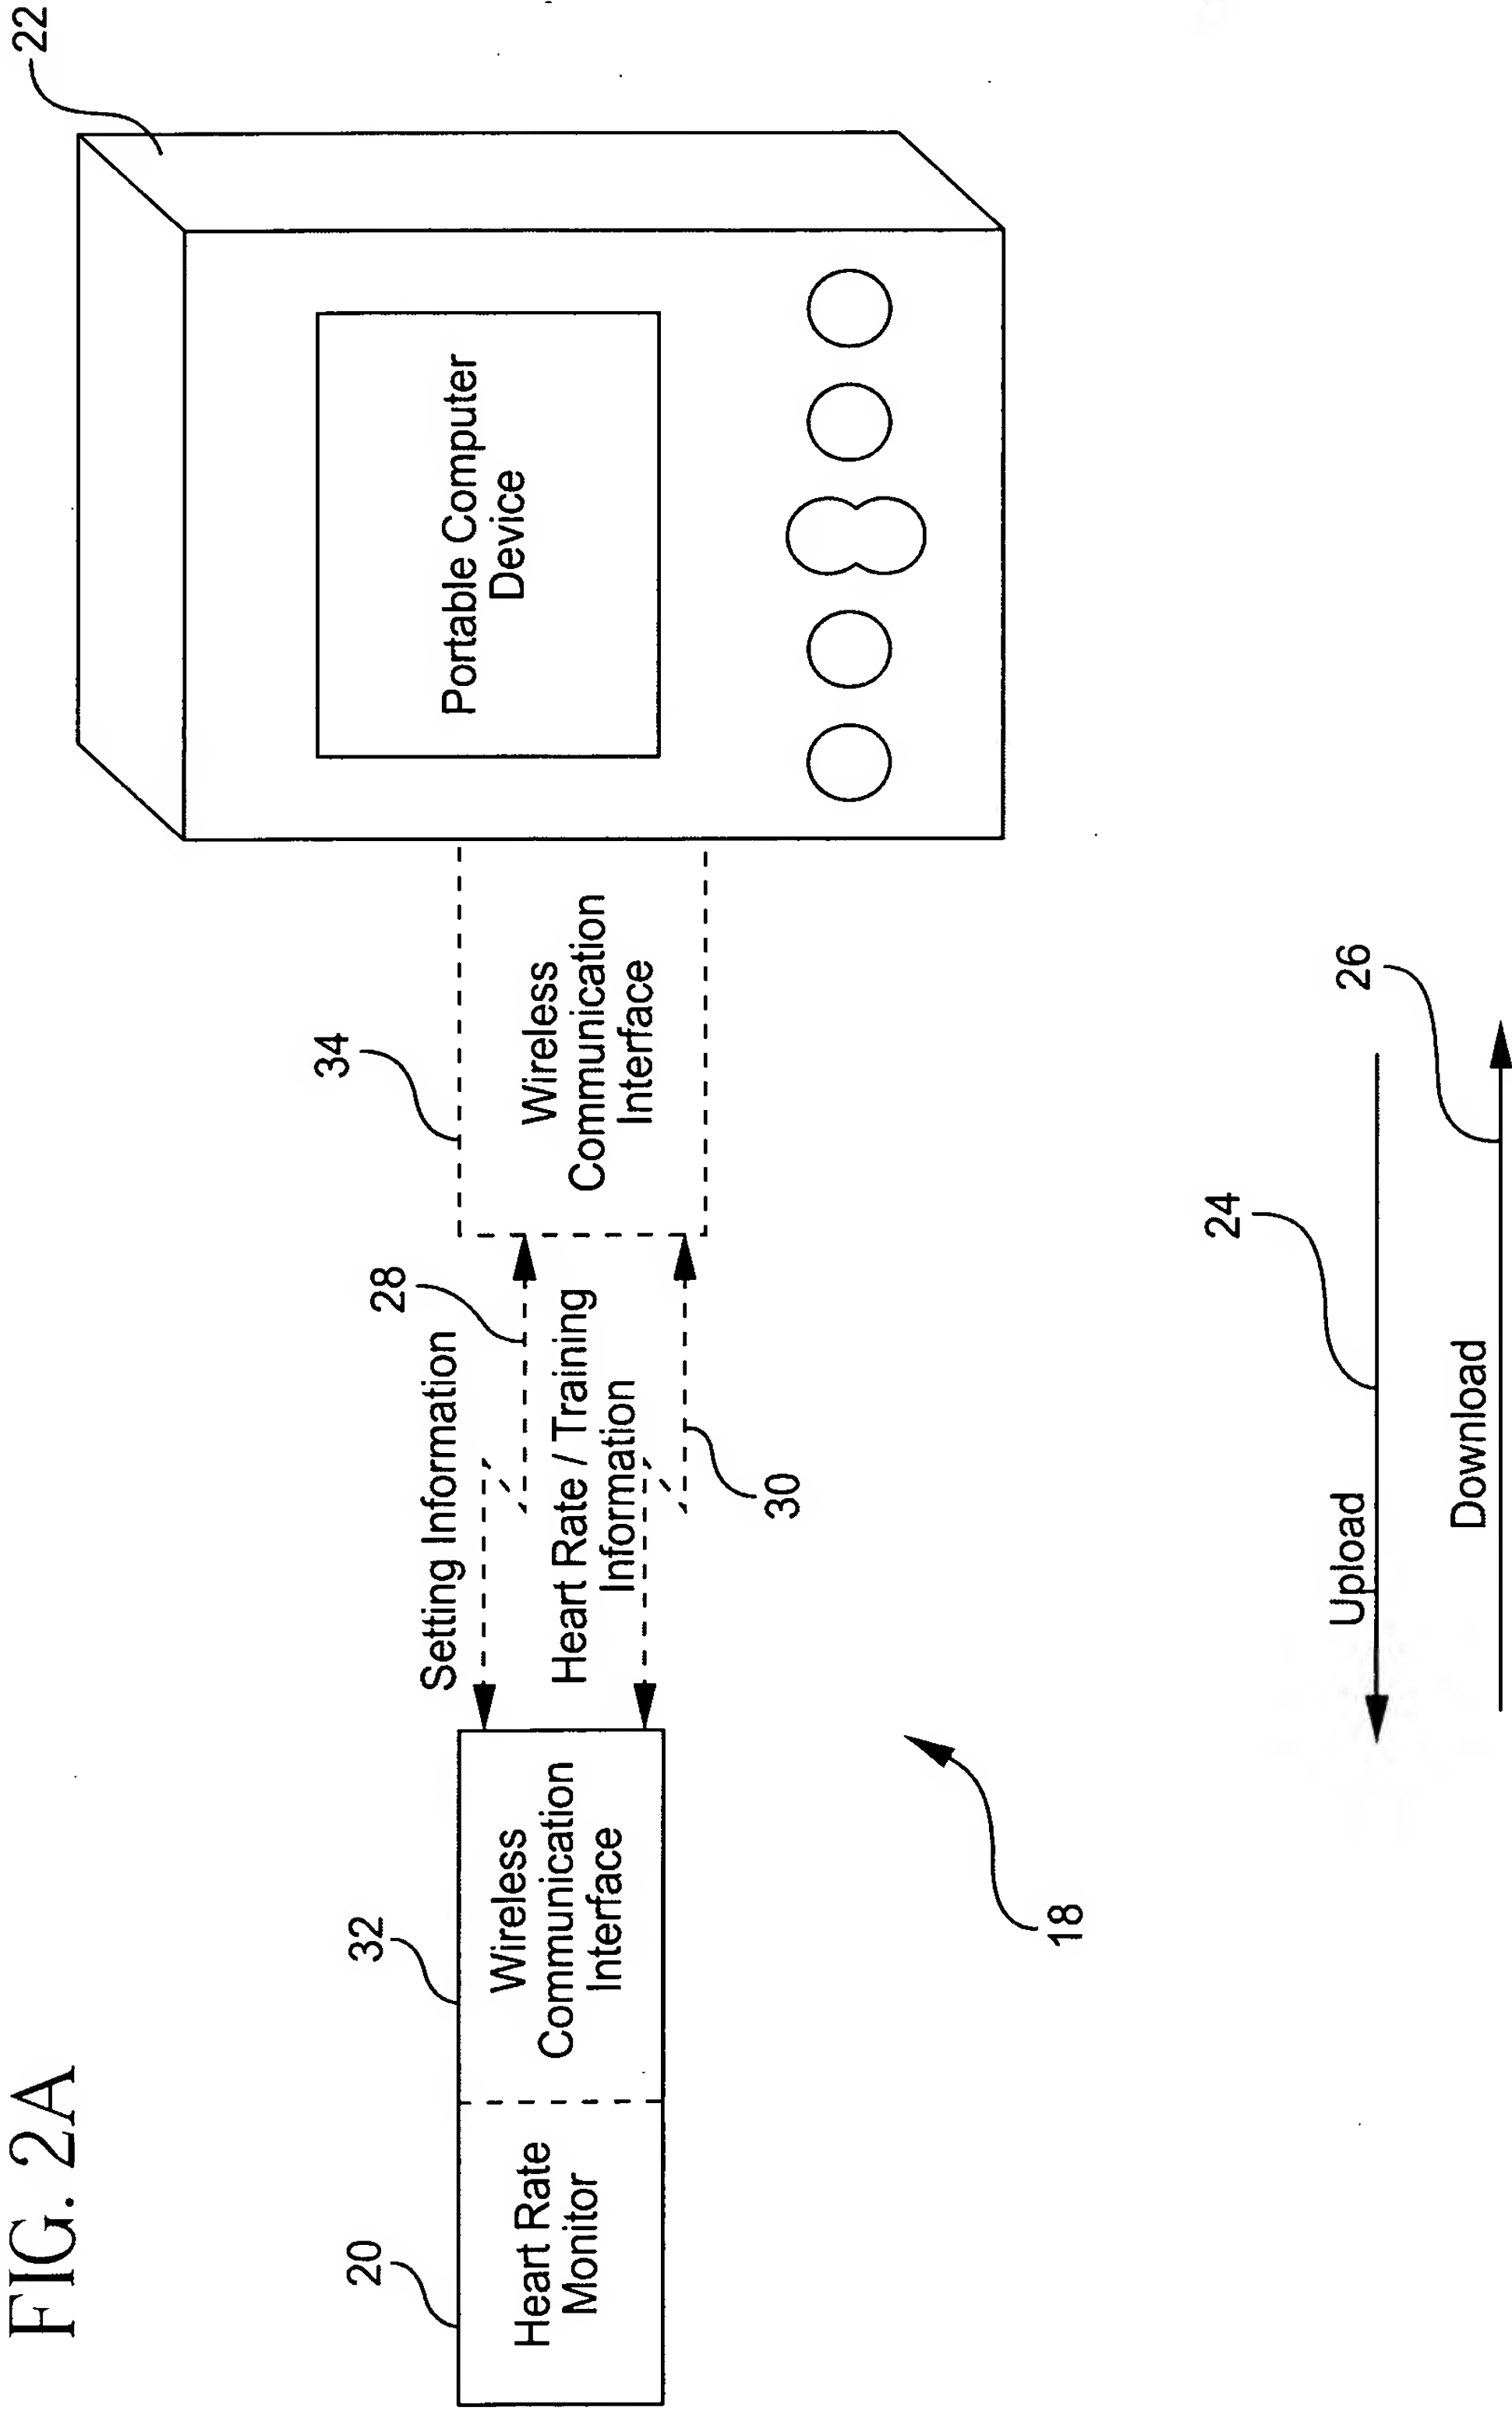 FIG. 2A
20
Heart Rate
Monitor
32
Wireless
Communication
Interface
Setting Information
28
Heart Rate / Training
Information
30
34
Wireless
Communication
Interface
22
Portable Computer
Device
18
Upload
24
Download
26